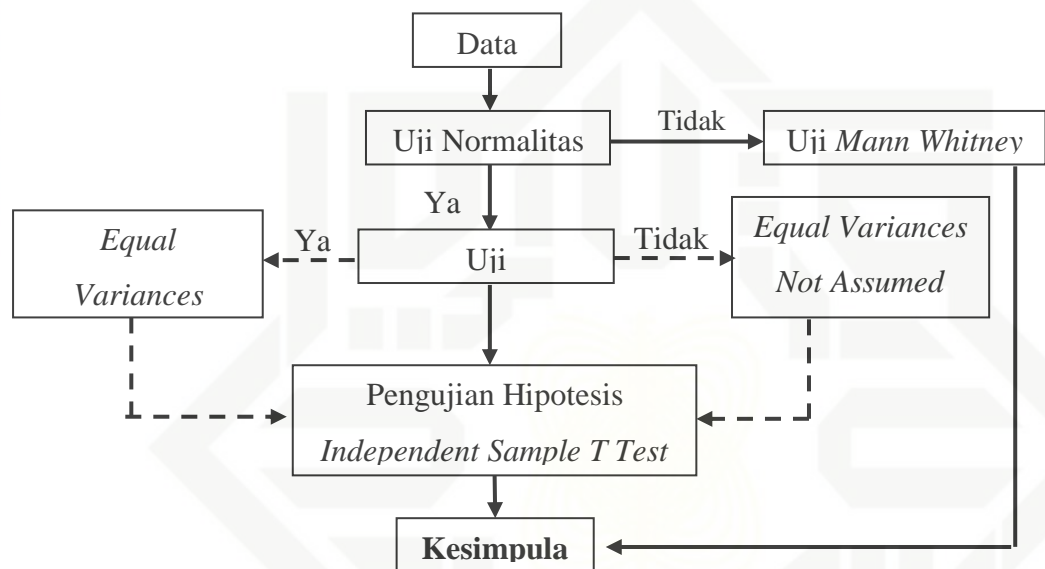 Data
Uji Normalitas
Tidak
Uji Mann Whitney
Ya
Equal
Variances
Ya
Uji
Tidak
Equal Variances
Not Assumed
Pengujian Hipotesis
Independent Sample T Test
Kesimpula